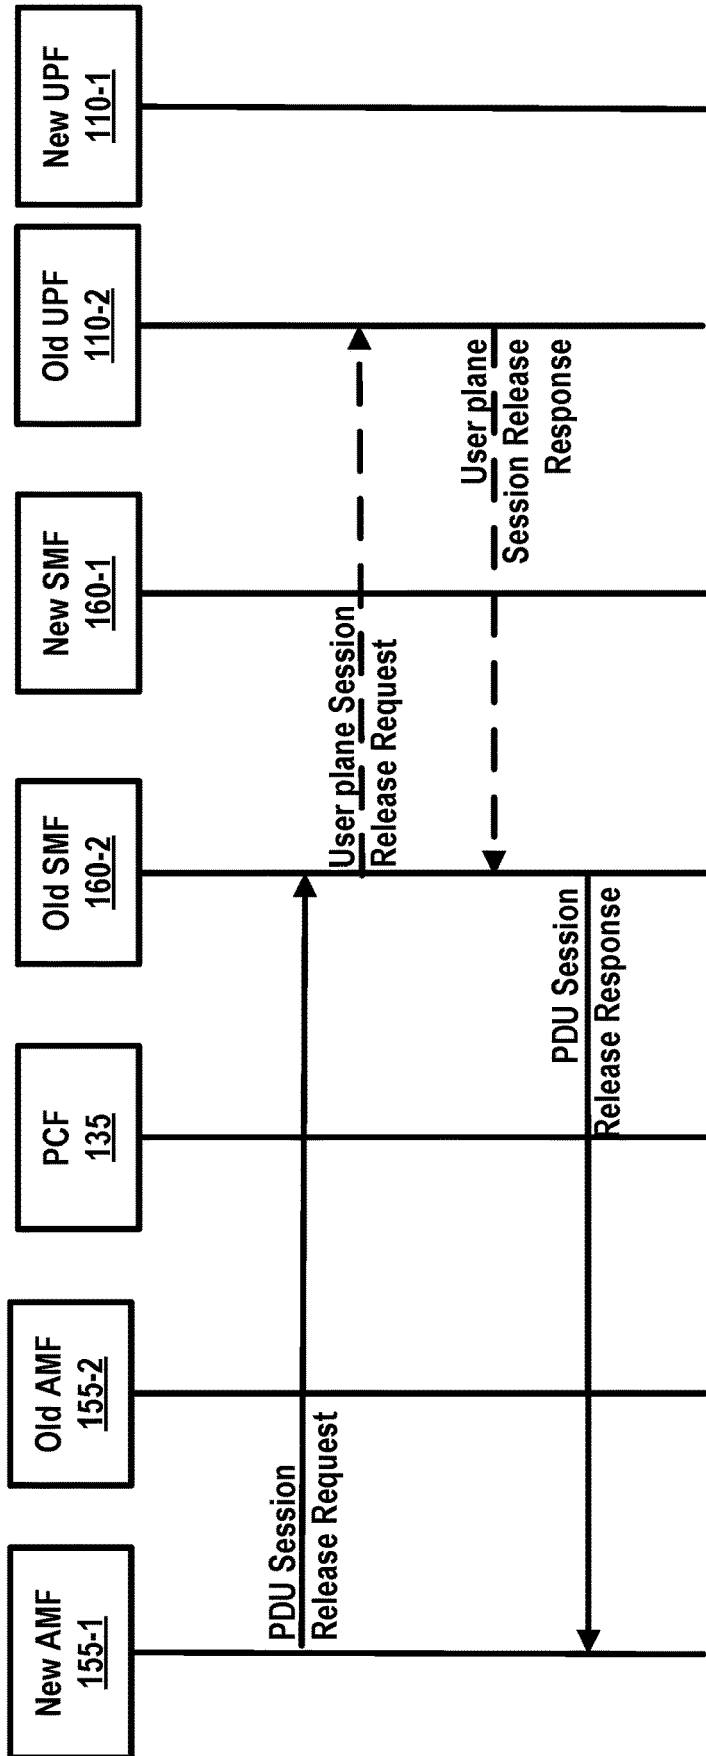 New AMF
155-1
Old AMF
155-2
PCF
135
Old SMF
160-2
New SMF
160-1
Old UPF
110-2
New UPF
110-1
PDU Session
Release Request
User plane Session
Release Request
User plane
Session Release
Response
PDU Session
Release Response